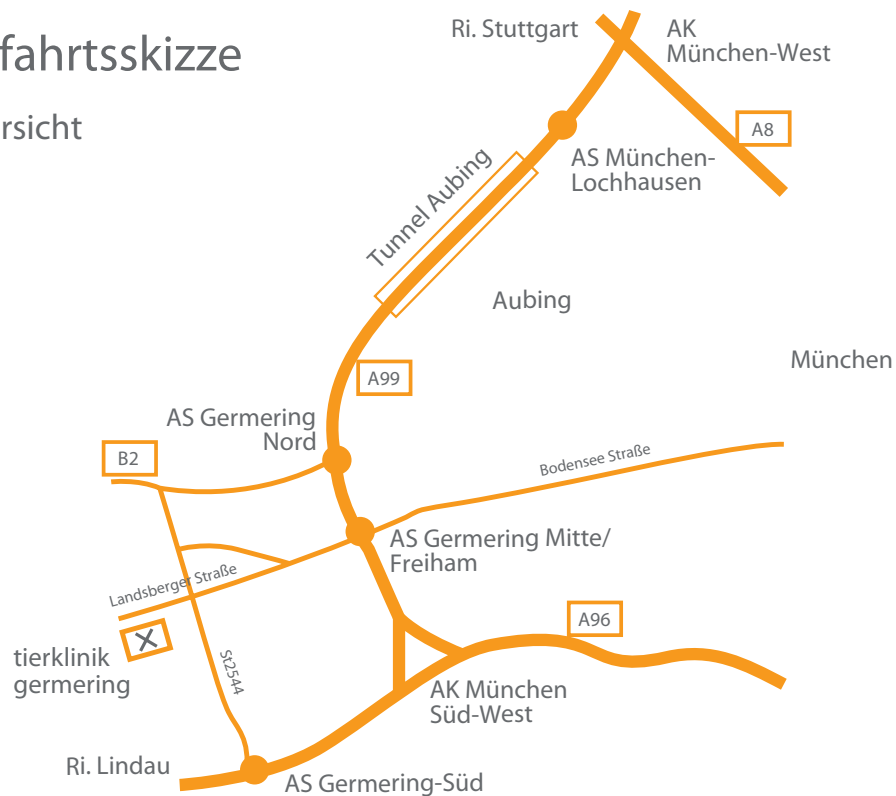 fahrtsskizze
rsicht
Ri. Stuttgart
AK
München-West
A8
AS München-
Lochhausen
Tunnel Aubing
Aubing
München
A99
AS Germering
Nord
B2
Bodensee Straße
AS Germering Mitte/
Freiham
Landsberger Straße
A96
tierklinik
germering
St2544
AK München
Süd-West
Ri. Lindau
AS Germering-Süd